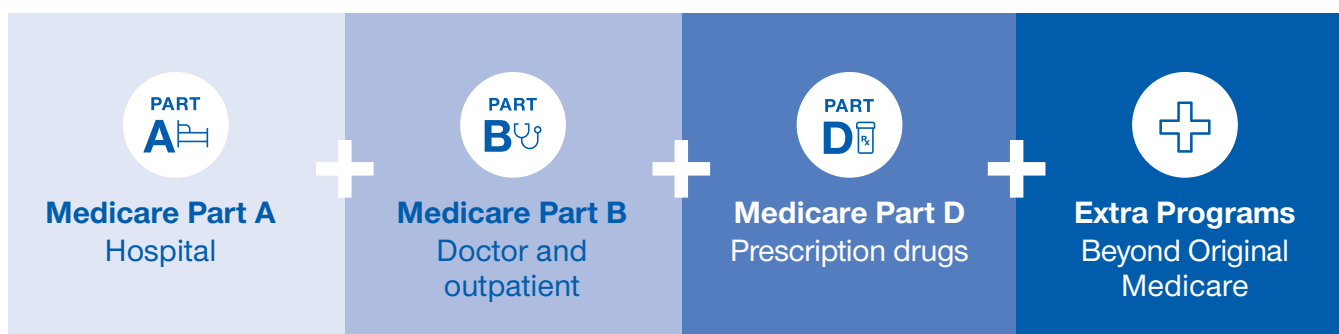 PART
A
Medicare Part A
Hospital
PART
B
Medicare Part B
Doctor and
outpatient
PART
D
Rx
Medicare Part D
Prescription drugs
Extra Programs
Beyond Original
Medicare